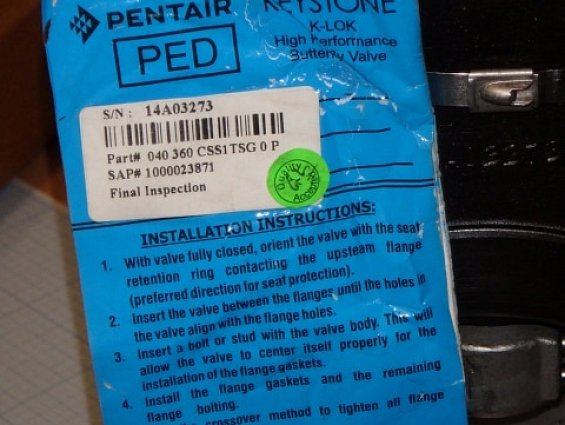 PENTAIR
KEYSTONE
K-LOK
High Performance
Butterfly Valve
PED
S/N : 14A03273
Part# 040 360 CSS1TSG 0 P
SAP# 1000023871
Final Inspection
Quality
INSTALLATION INSTRUCTIONS:
1. With valve fully closed, orient the valve with the seat
retention ring contacting the upsteam flange
(preferred direction for seat protection).
2. Insert the valve between the flanges until the holes in
the valve align with the flange holes.
3. Insert a bolt or stud with the valve body. This will
allow the valve to center itself properly for the
installation of the flange gaskets.
4. Install the flange gaskets and the remaining
flange bolting.
crossover method to tighten all flange